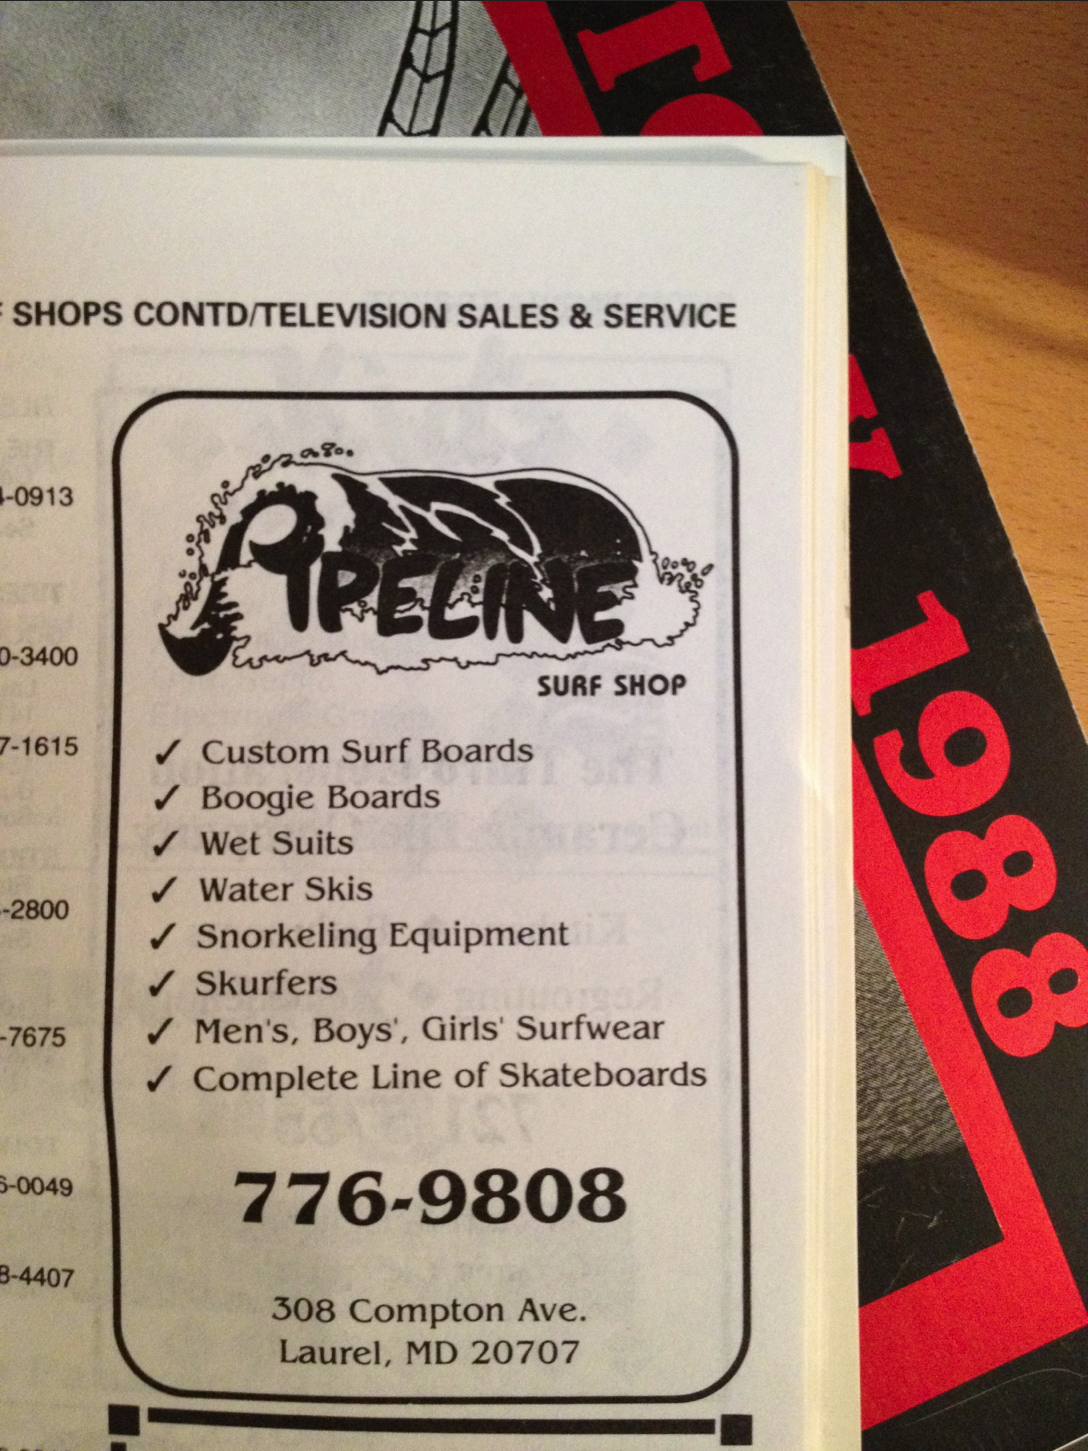 SHOPS CONTD/TELEVISION SALES & SERVICE
-0913
PIPELINE
SURF SHOP
✓ Custom Surf Boards
✓ Boogie Boards
✓ Wet Suits
✓ Water Skis
✓ Snorkeling Equipment
✓ Skurfers
✓ Men's, Boys', Girls' Surfwear
✓ Complete Line of Skateboards
776-9808
308 Compton Ave.
Laurel, MD 20707
0-3400
7-1615
-2800
-7675
6-0049
8-4407
y 1988